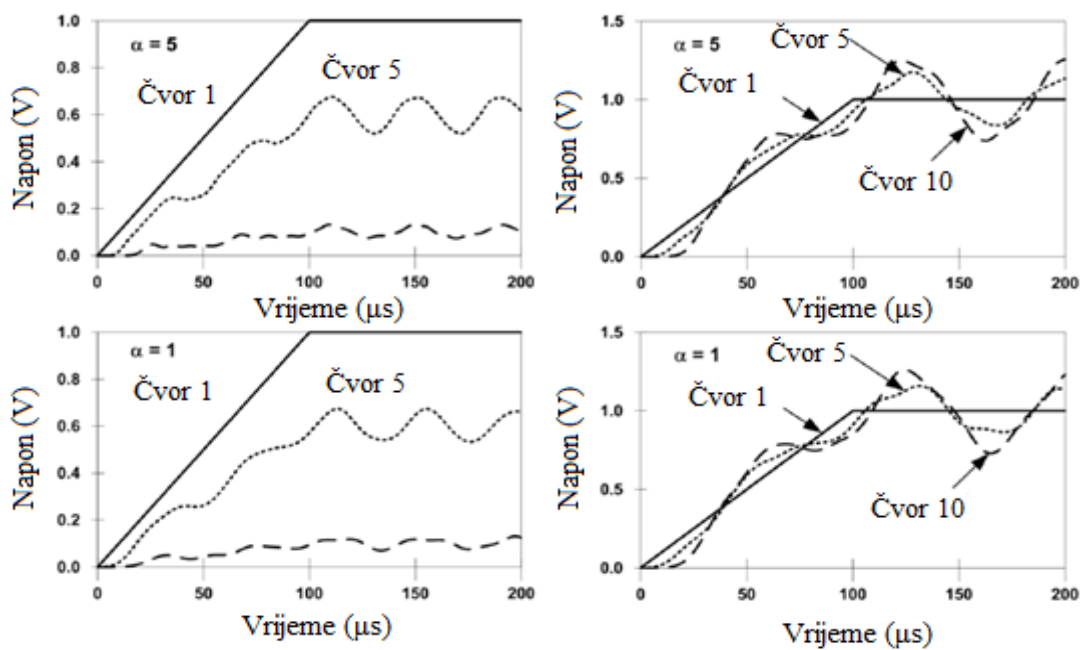 α = 5
Čvor 1
Čvor 5
Napon (V)
1.0
0.8
0.6
0.4
0.2
0.0
0
50
100
150
200
Vrijeme (μs)
α = 5
Čvor 5
Čvor 1
Čvor 10
Napon (V)
1.5
1.0
0.5
0.0
0
50
100
150
200
Vrijeme (μs)
α = 1
Čvor 1
Čvor 5
Napon (V)
1.0
0.8
0.6
0.4
0.2
0.0
0
50
100
150
200
Vrijeme (μs)
α = 1
Čvor 5
Čvor 1
Čvor 10
Napon (V)
1.5
1.0
0.5
0.0
0
50
100
150
200
Vrijeme (μs)